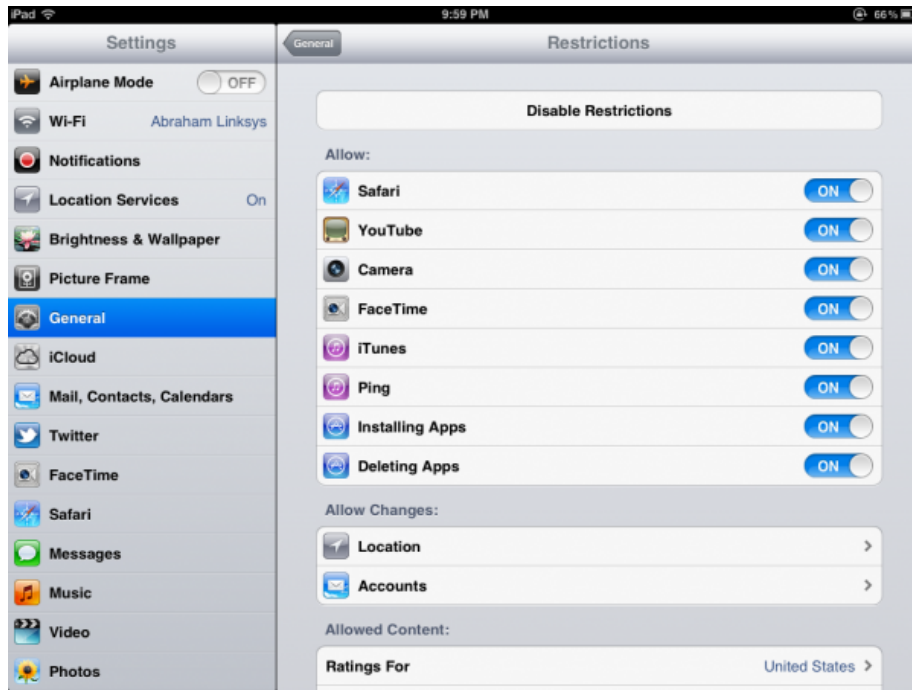 iPad 9:59 PM 66%
Settings
Airplane Mode OFF
Wi-Fi Abraham Linksys
Notifications
Location Services On
Brightness & Wallpaper
Picture Frame
General
iCloud
Mail, Contacts, Calendars
Twitter
FaceTime
Safari
Messages
Music
Video
Photos
General Restrictions
Disable Restrictions
Allow:
Safari ON
YouTube ON
Camera ON
FaceTime ON
iTunes ON
Ping ON
Installing Apps ON
Deleting Apps ON
Allow Changes:
Location
Accounts
Allowed Content:
Ratings For United States